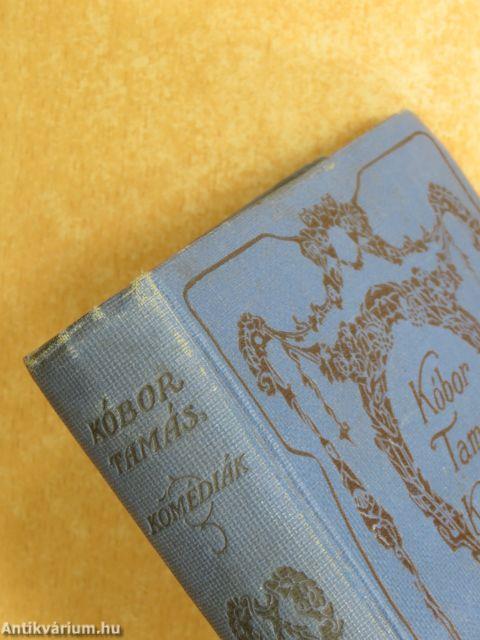 KÓBOR
TAMÁS.
KOMÉDIÁK
Kóbor
Tam
K
Antikvárium.hu